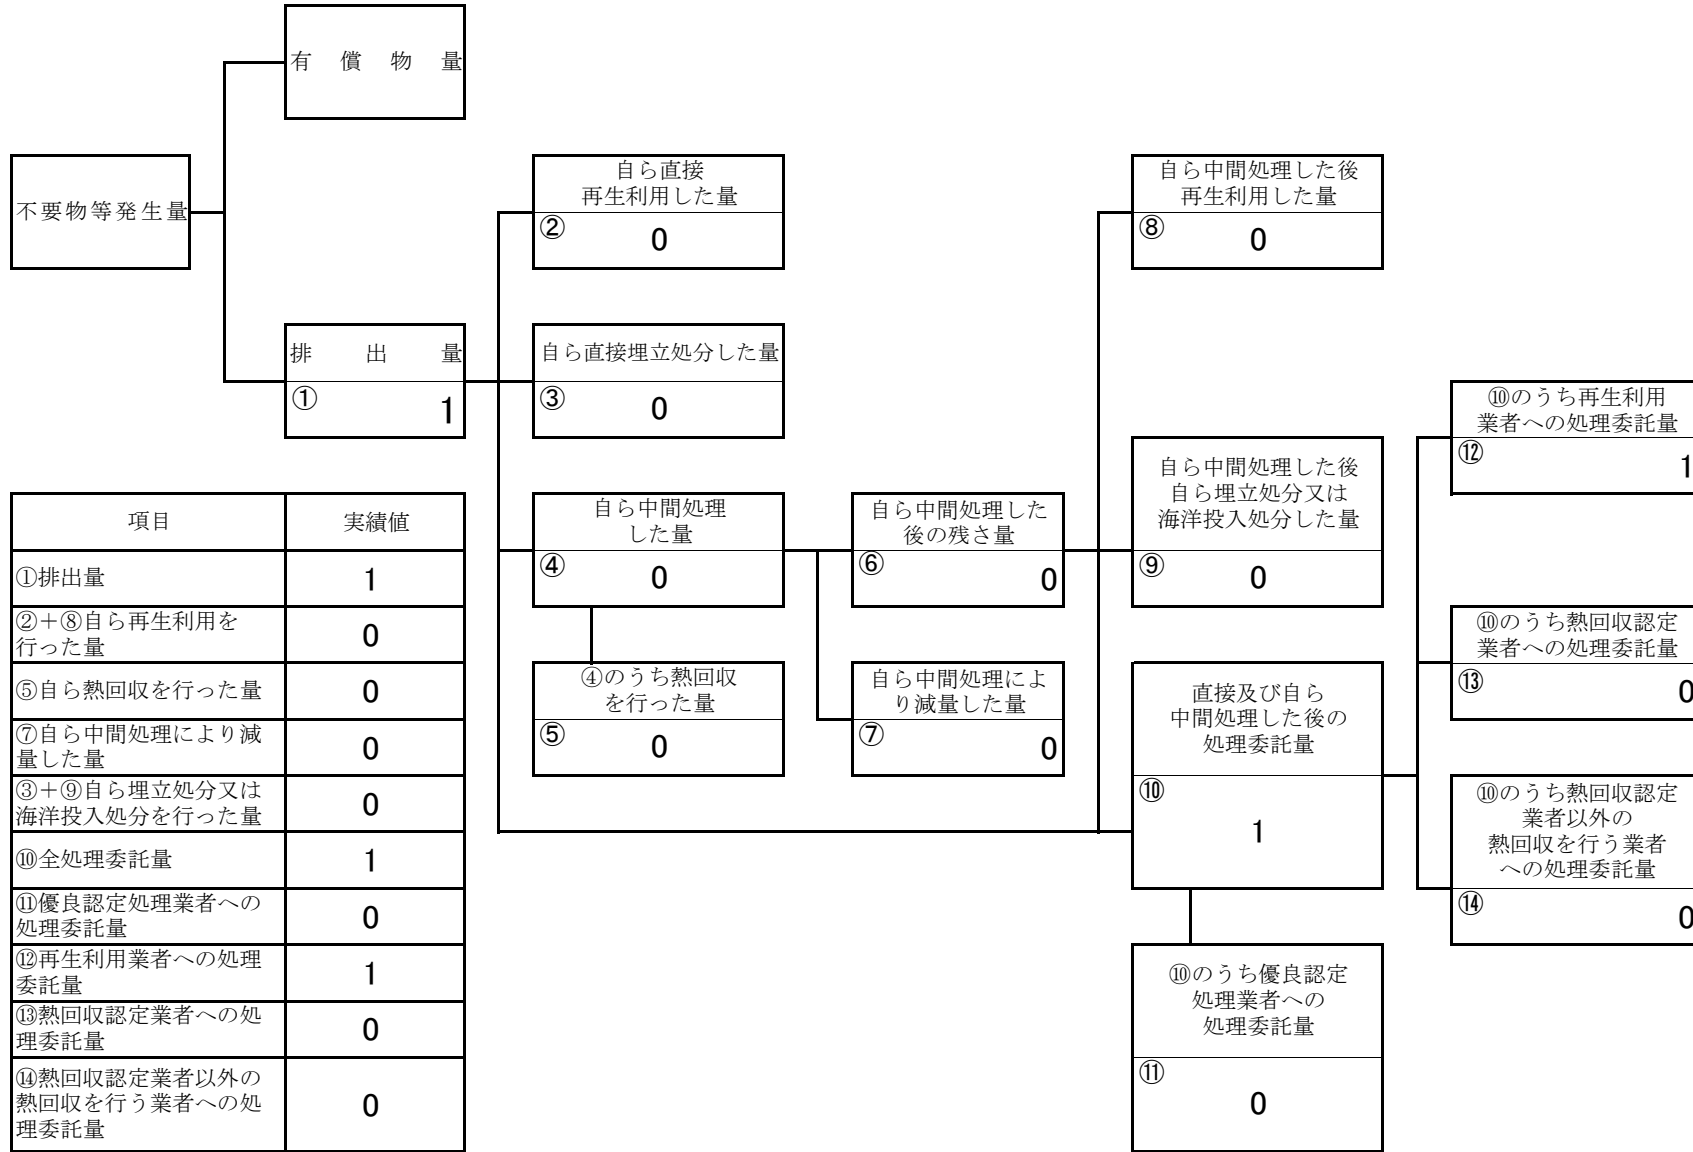 有償物量
不要物等発生量
排出量
① 1
自ら直接
再生利用した量
② 0
自ら直接埋立処分した量
③ 0
自ら中間処理
した量
④ 0
④のうち熱回収
を行った量
⑤ 0
自ら中間処理した
後の残さ量
⑥ 0
自ら中間処理によ
り減量した量
⑦ 0
自ら中間処理した後
再生利用した量
⑧ 0
自ら中間処理した後
自ら埋立処分又は
海洋投入処分した量
⑨ 0
直接及び自ら
中間処理した後の
処理委託量
⑩
1
⑩のうち優良認定
処理業者への
処理委託量
⑪
0
⑩のうち再生利用
業者への処理委託量
⑫ 1
⑩のうち熱回収認定
業者への処理委託量
⑬ 0
⑩のうち熱回収認定
業者以外の
熱回収を行う業者
への処理委託量
⑭ 0
項目 実績値
①排出量 1
②+⑧自ら再生利用を
行った量 0
⑤自ら熱回収を行った量 0
⑦自ら中間処理により減
量した量 0
③+⑨自ら埋立処分又は
海洋投入処分を行った量 0
⑩全処理委託量 1
⑪優良認定処理業者への
処理委託量 0
⑫再生利用業者への処理
委託量 1
⑬熱回収認定業者への処
理委託量 0
⑭熱回収認定業者以外の
熱回収を行う業者への処
理委託量 0